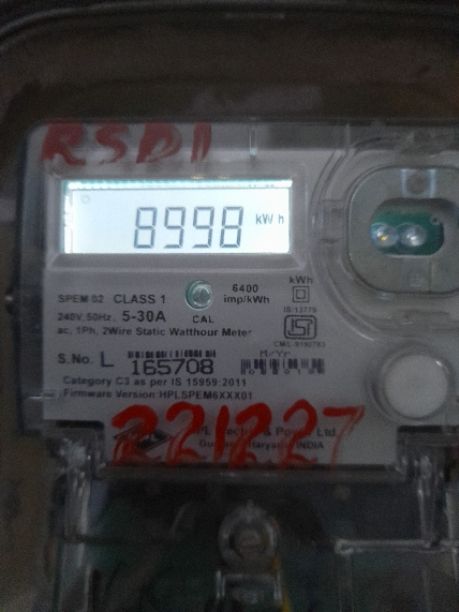 RSDI
8998 kWh
kWh
SPEM 02 CLASS 1
6400
imp/kWh
240V, 50Hz, 5-30A
CAL
IS 13779
ac, 1Ph, 2Wire Static Watthour Meter
S.No. L 165708
M/Yr
Category C3 as per IS 15959:2011
Firmware Version HPLSPEM6XXX01
221227
& Power Ltd.
INDIA